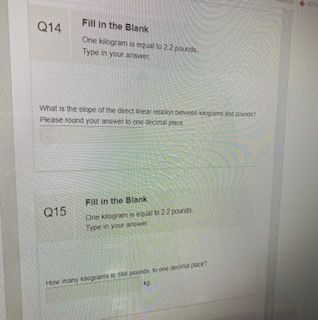 Q14
Fill in the Blank
One kilogram is equal to 2.2 pounds.
Type in your answer.
What is the slope of the direct linear relation between kilograms and pounds?
Please round your answer to one decimal place.
Q15
Fill in the Blank
One kilogram is equal to 2.2 pounds.
Type in your answer.
How many kilograms is 168 pounds, to one decimal place?
kg